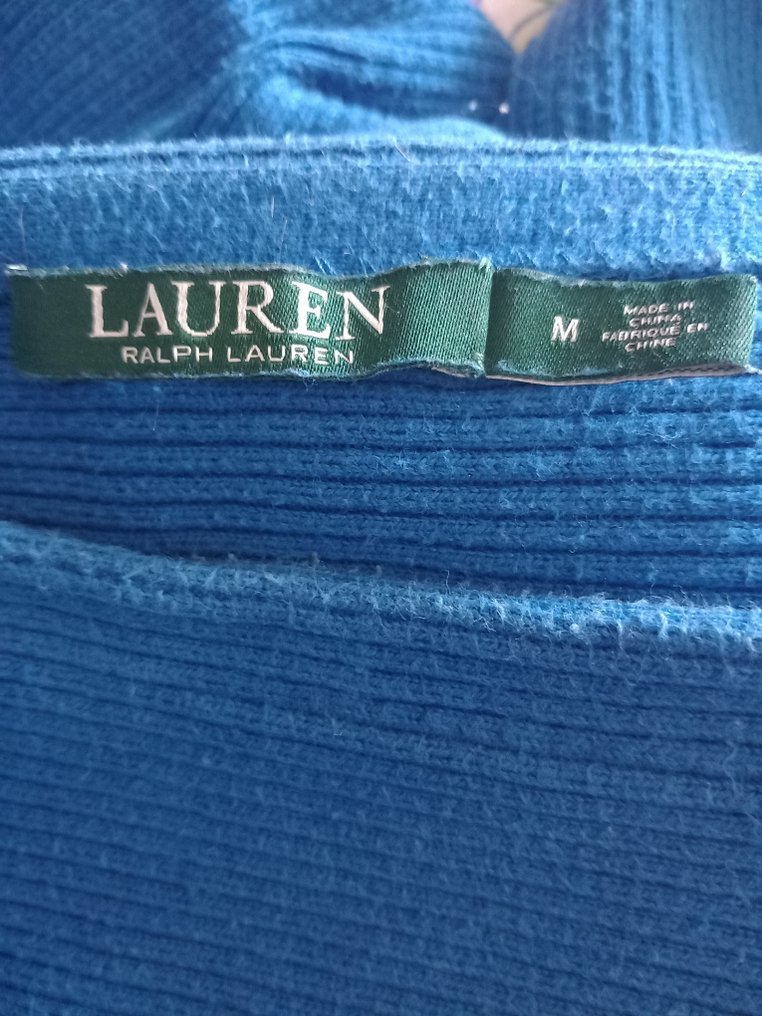 LAUREN
RALPH LAUREN
M
MADE IN
CHINA
FABRIQUÉ EN
CHINE